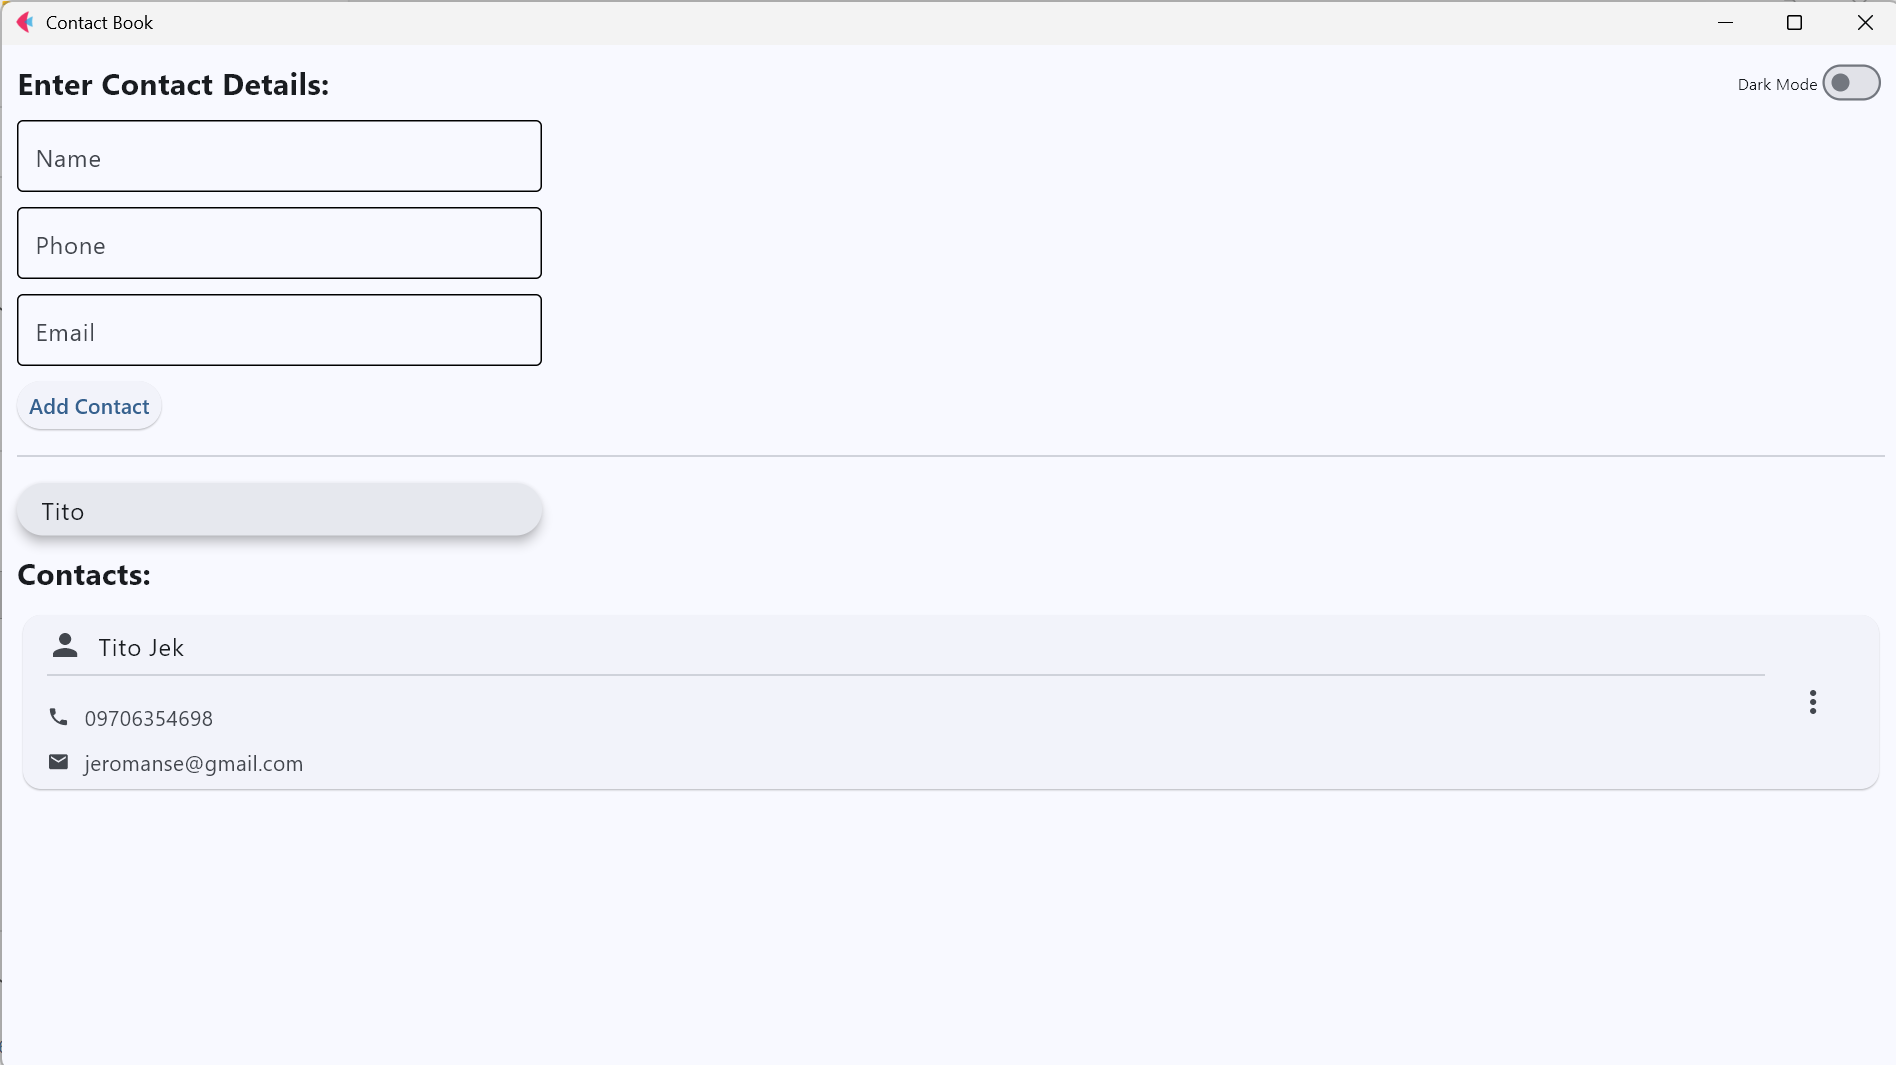 Contact Book
Enter Contact Details:
Dark Mode
Name
Phone
Email
Add Contact
Tito
Contacts:
Tito Jek
09706354698
jeromanse@gmail.com